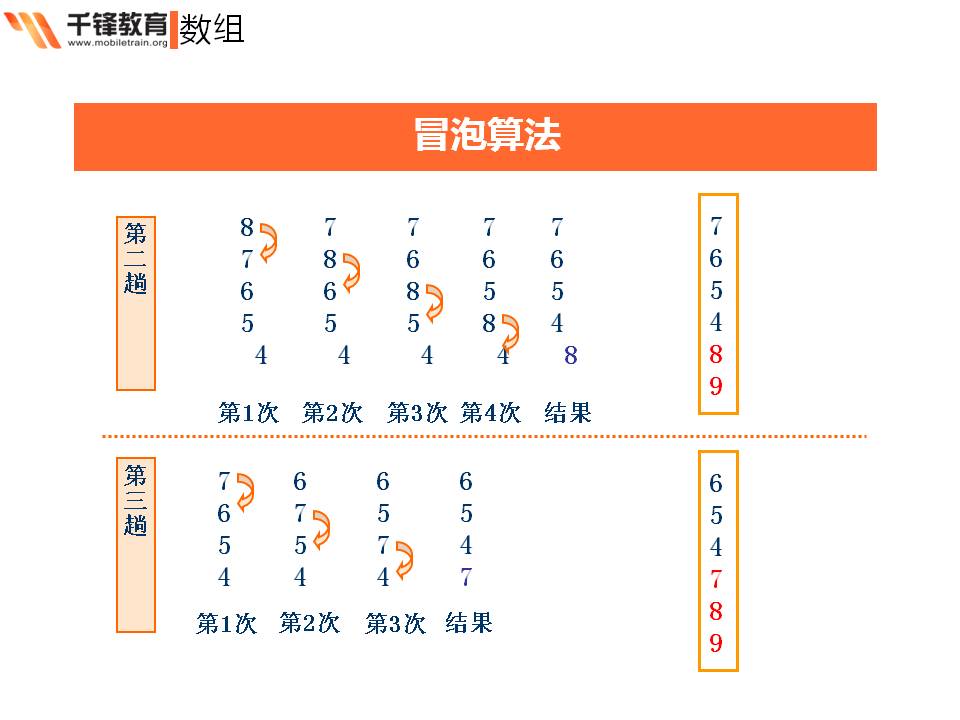 千锋教育 数组
www.mobiletrain.org
冒泡算法
第二趟
8 7 7 7 7
7 8 6 6 6
6 6 8 5 5
5 5 5 8 4
4 4 4 4 8
第1次 第2次 第3次 第4次 结果
7
6
5
4
8
9
第三趟
7 6 6 6
6 7 5 5
5 5 7 4
4 4 4 7
第1次 第2次 第3次 结果
6
5
4
7
8
9